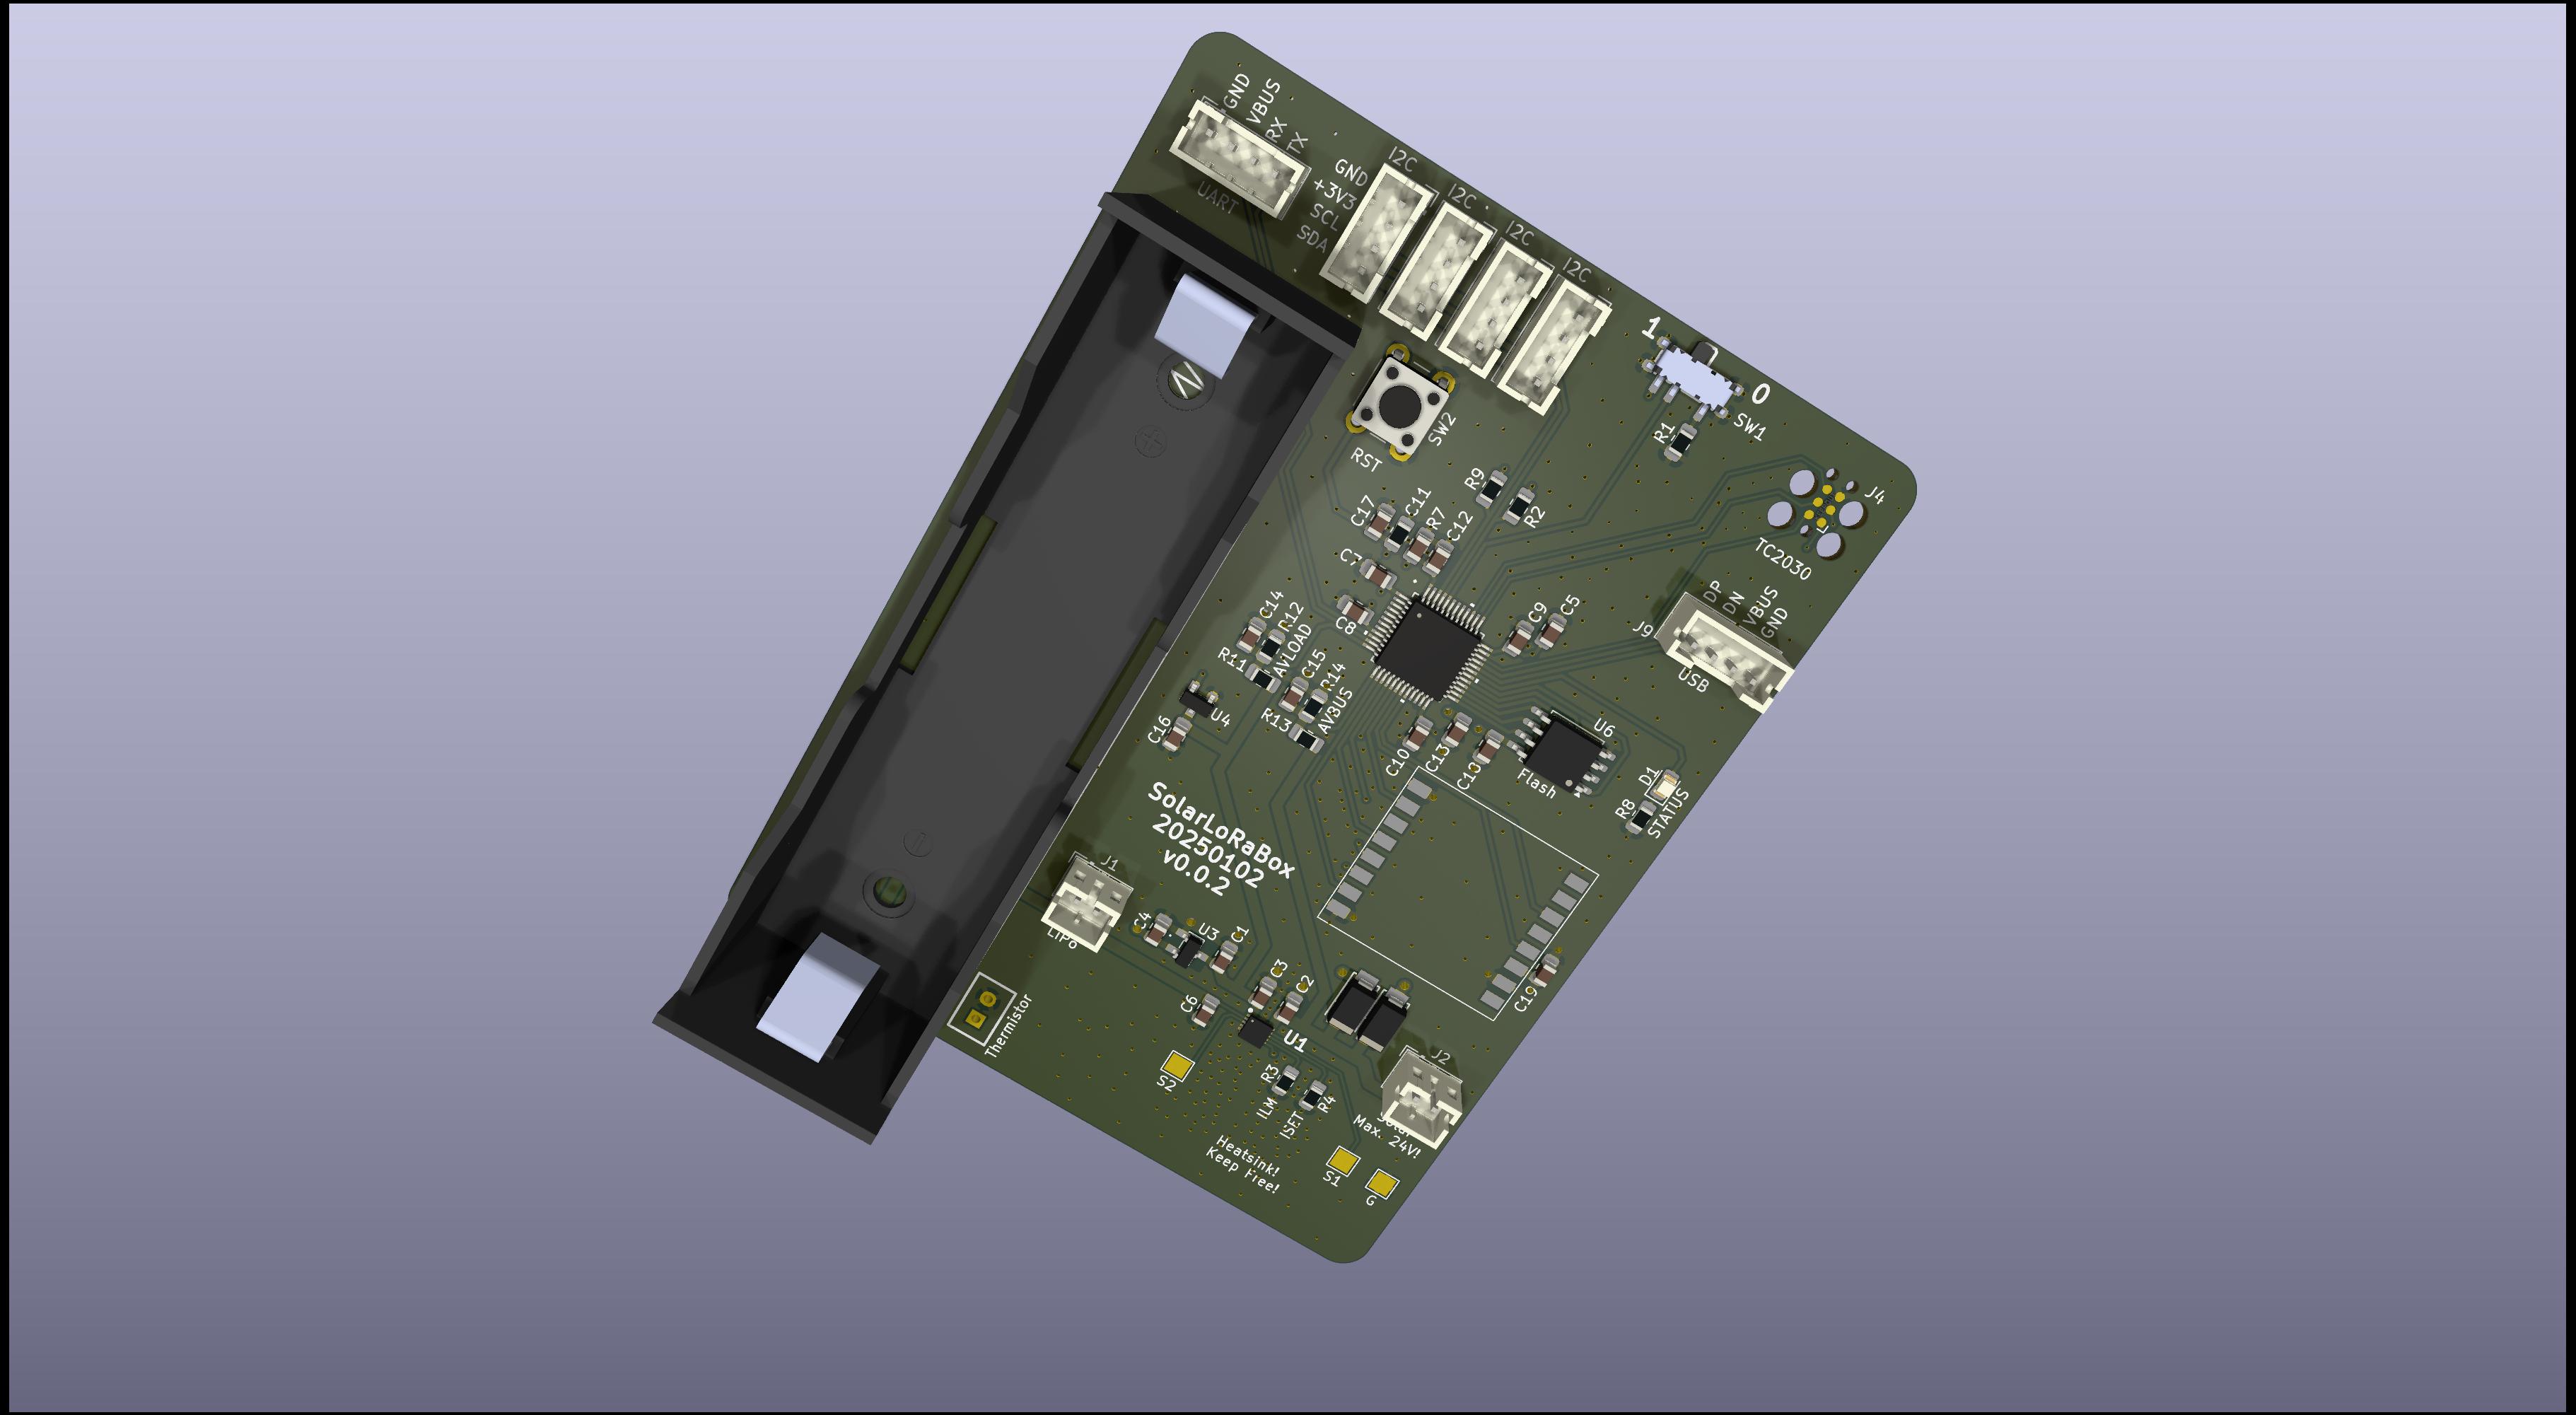 GND
VBUS
RX
TX
UART
I2C
I2C
I2C
I2C
GND
+3V3
SCL
SDA
1
0
SW1
R1
SW2
RST
J4
TC2030
R9
R2
C17
C11
R7
C12
C7
C8
C9
C5
DP
DN
VBUS
GND
J9
USB
C14
R12
AVLOAD
R11
C15
R14
AVBUS
R13
U4
C16
C10
C13
C13
U6
Flash
D1
R8
STATUS
SolarLoRaBox
20250102
v0.0.2
J1
LiPo
C4
U3
C1
C3
C2
C6
U1
C19
Thermistor
S2
R3
ILM
ISET
R4
J2
Max. 24V!
Heatsink!
Keep Free!
S1
G